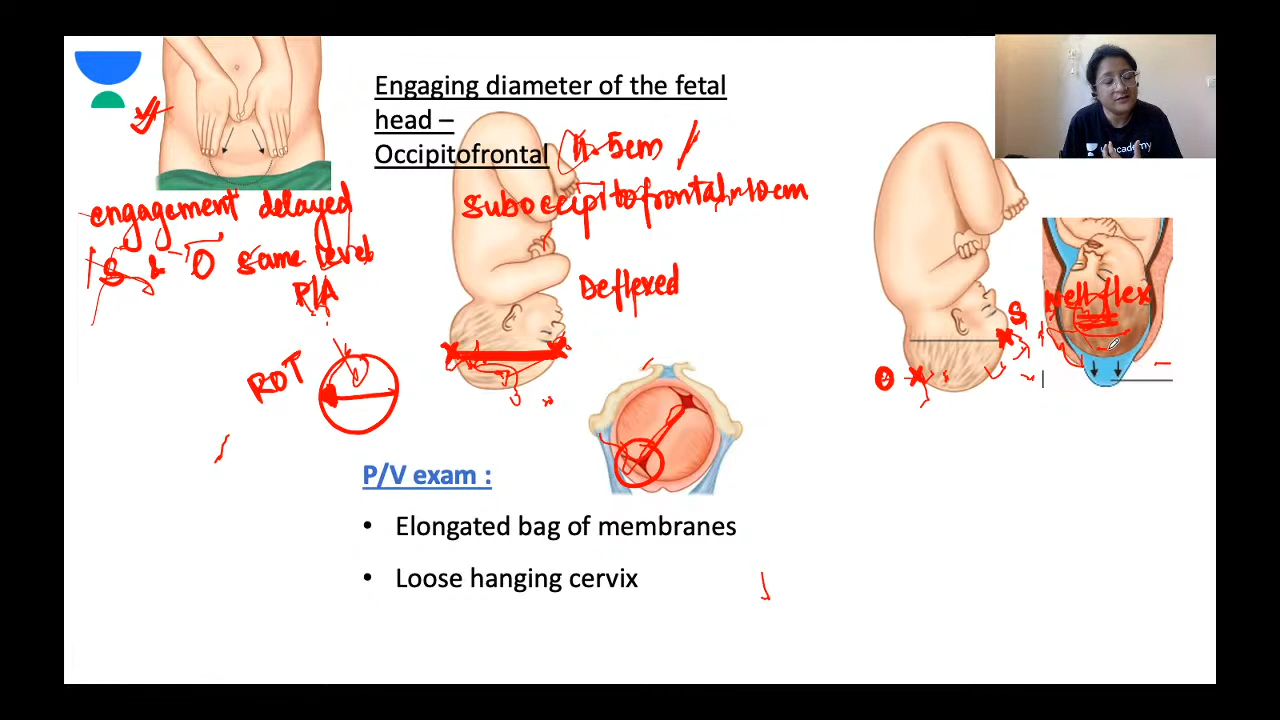 Engaging diameter of the fetal
head –
Occipitofrontal 11.5cm /
suboccipitofrontal 10cm
engagement delayed
S & O same level
P/A
Deflexed
ROT
S
well flex
O
academy
P/V exam :
• Elongated bag of membranes
• Loose hanging cervix